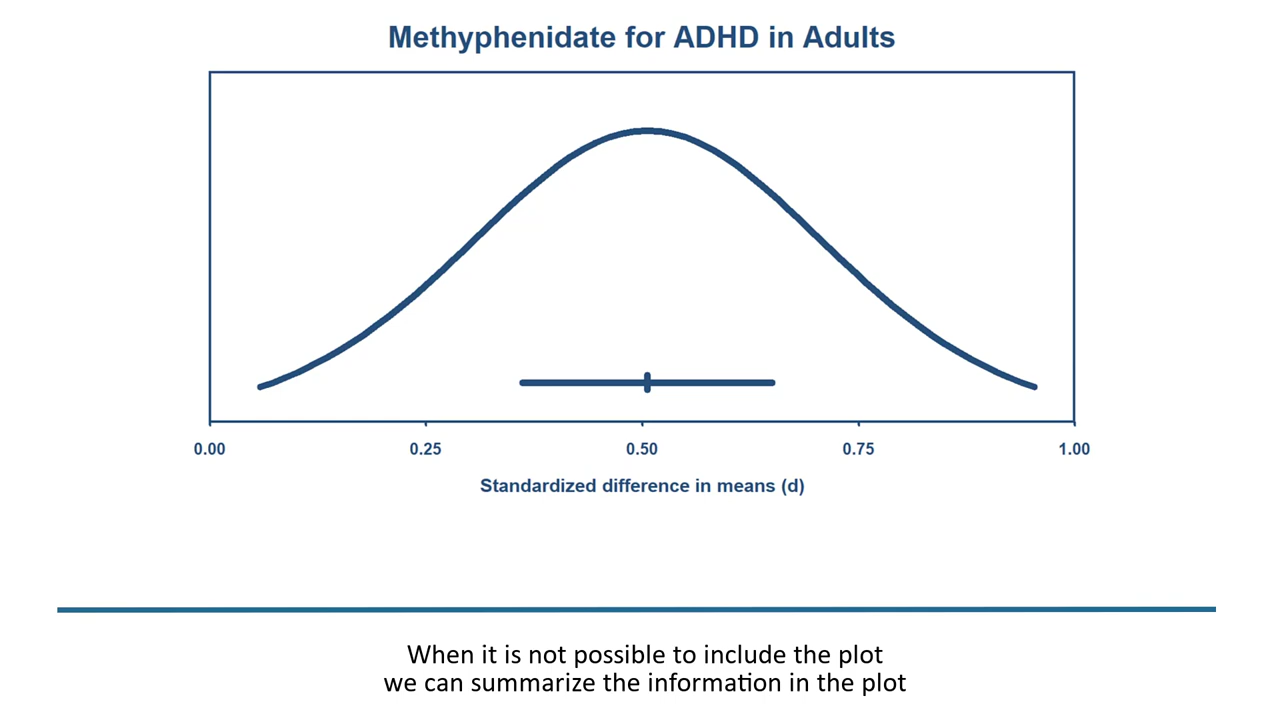 Methyphenidate for ADHD in Adults
0.00 0.25 0.50 0.75 1.00
Standardized difference in means (d)
When it is not possible to include the plot
we can summarize the information in the plot